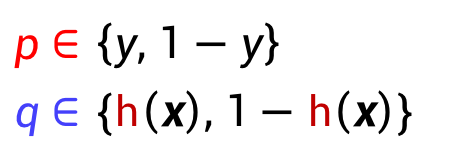 p ∈ {y, 1 − y}
q ∈ {h(x), 1 − h(x)}